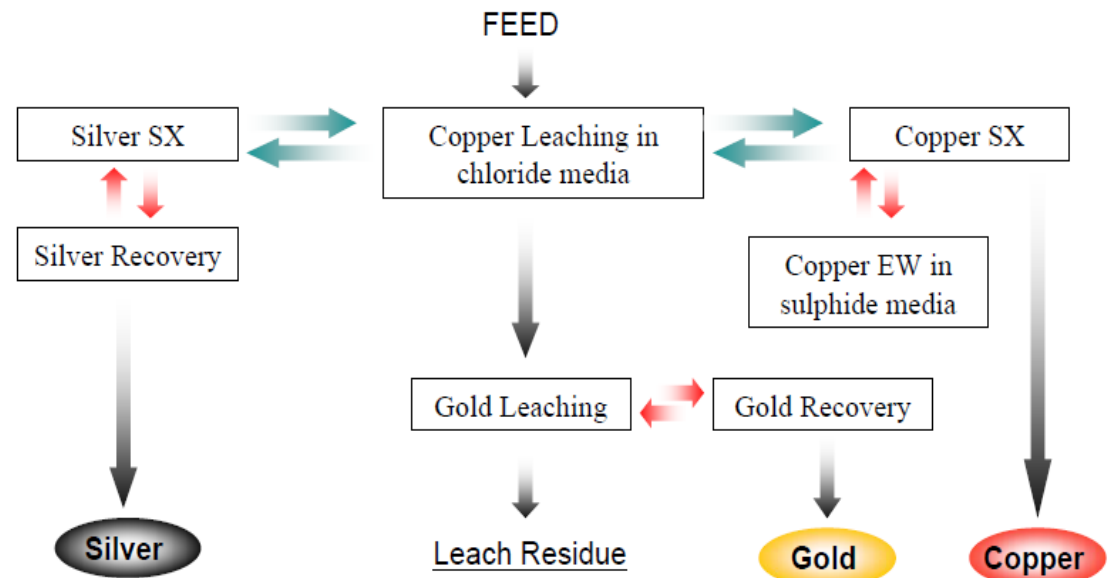 FEED
Silver SX
Copper Leaching in
chloride media
Copper SX
Silver Recovery
Copper EW in
sulphide media
Gold Leaching
Gold Recovery
Silver
Leach Residue
Gold
Copper